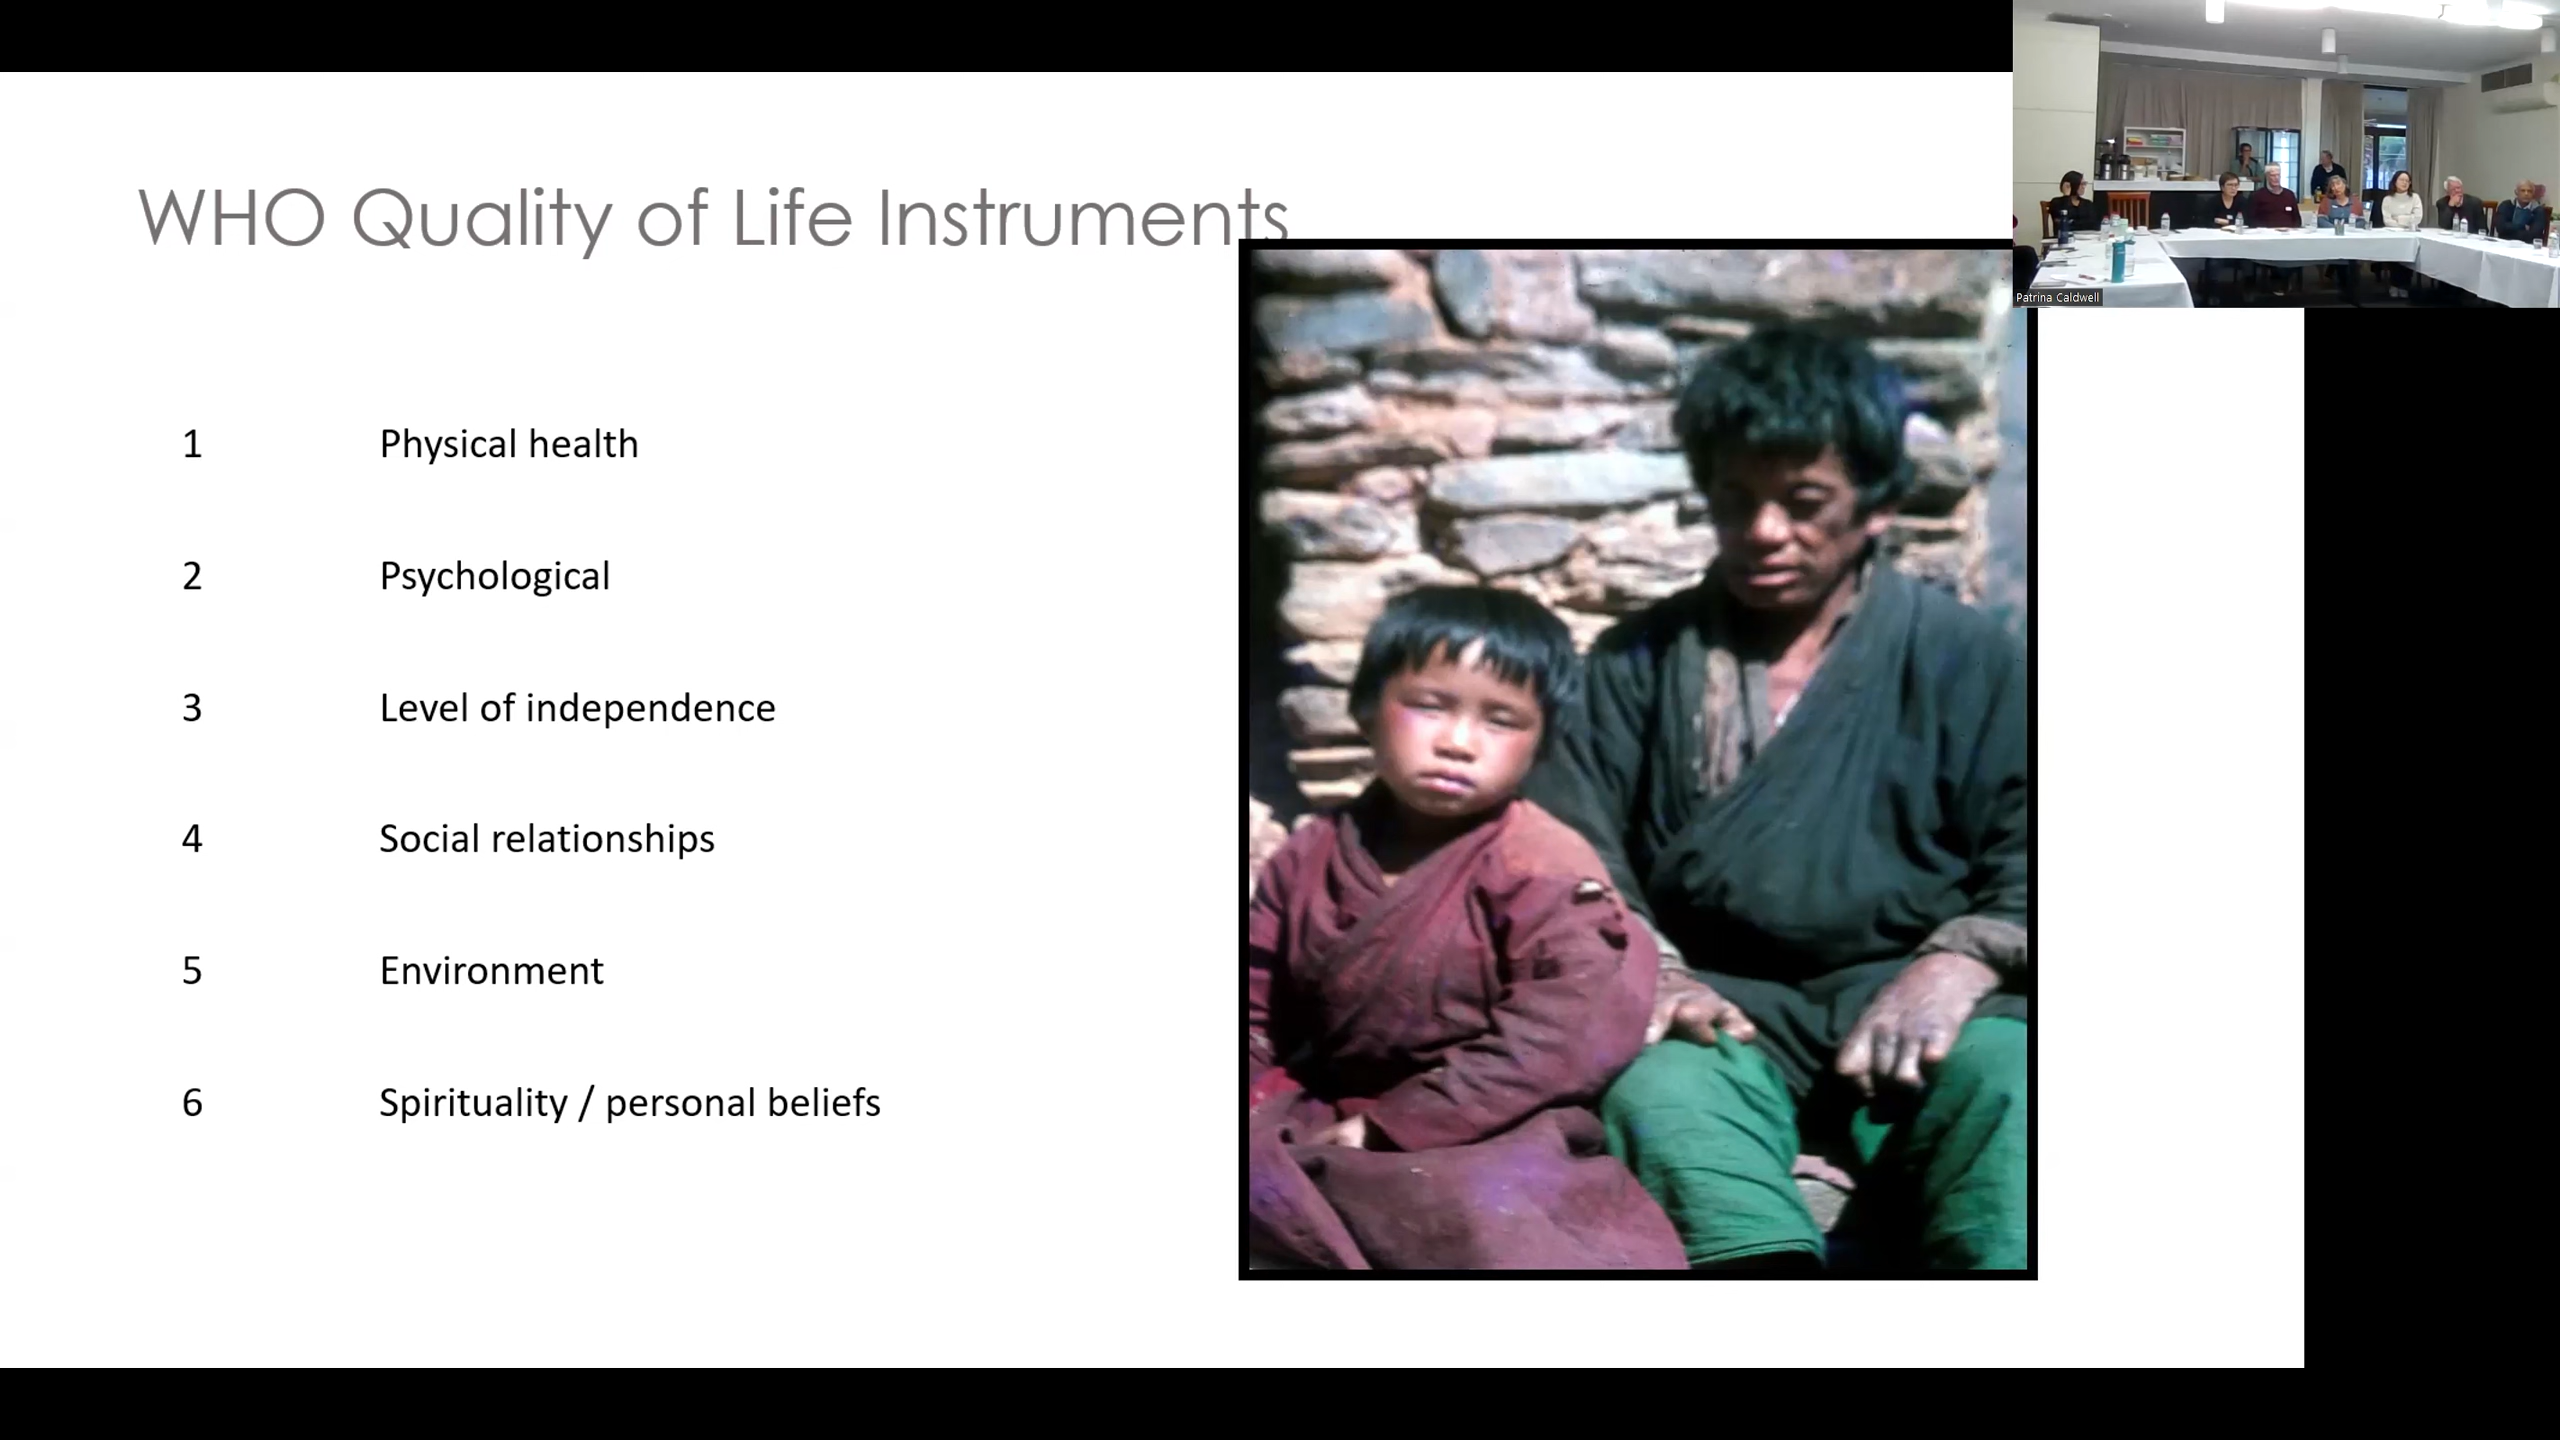 WHO Quality of Life Instruments
1 Physical health
2 Psychological
3 Level of independence
4 Social relationships
5 Environment
6 Spirituality / personal beliefs
Patrina Caldwell